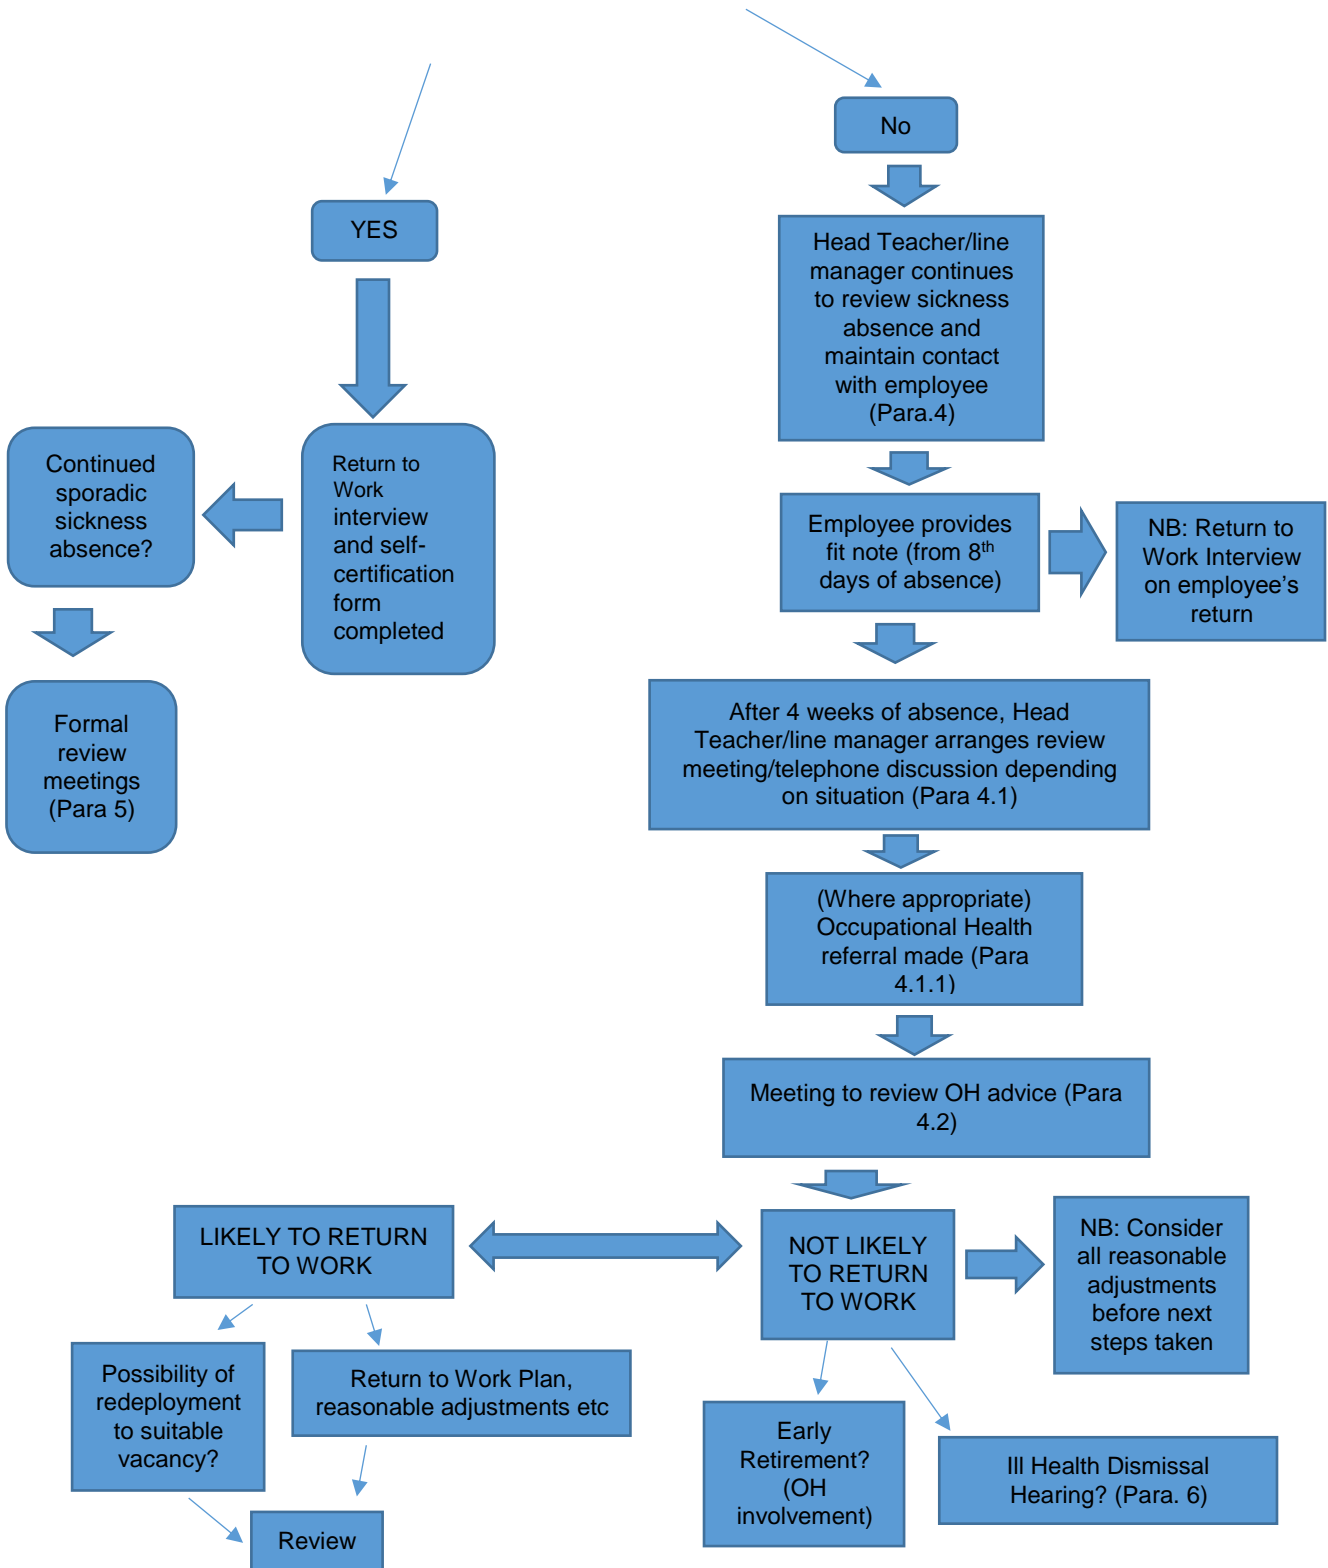 No
YES
Head Teacher/line
manager continues
to review sickness
absence and
maintain contact
with employee
(Para.4)
Continued
sporadic
sickness
absence?
Return to
Work
interview
and self-
certification
form
completed
Employee provides
fit note (from 8th
days of absence)
NB: Return to
Work Interview
on employee’s
return
Formal
review
meetings
(Para 5)
After 4 weeks of absence, Head
Teacher/line manager arranges review
meeting/telephone discussion depending
on situation (Para 4.1)
(Where appropriate)
Occupational Health
referral made (Para
4.1.1)
Meeting to review OH advice (Para
4.2)
LIKELY TO RETURN
TO WORK
NOT LIKELY
TO RETURN
TO WORK
NB: Consider
all reasonable
adjustments
before next
steps taken
Possibility of
redeployment
to suitable
vacancy?
Return to Work Plan,
reasonable adjustments etc
Early
Retirement?
(OH
involvement)
Ill Health Dismissal
Hearing? (Para. 6)
Review